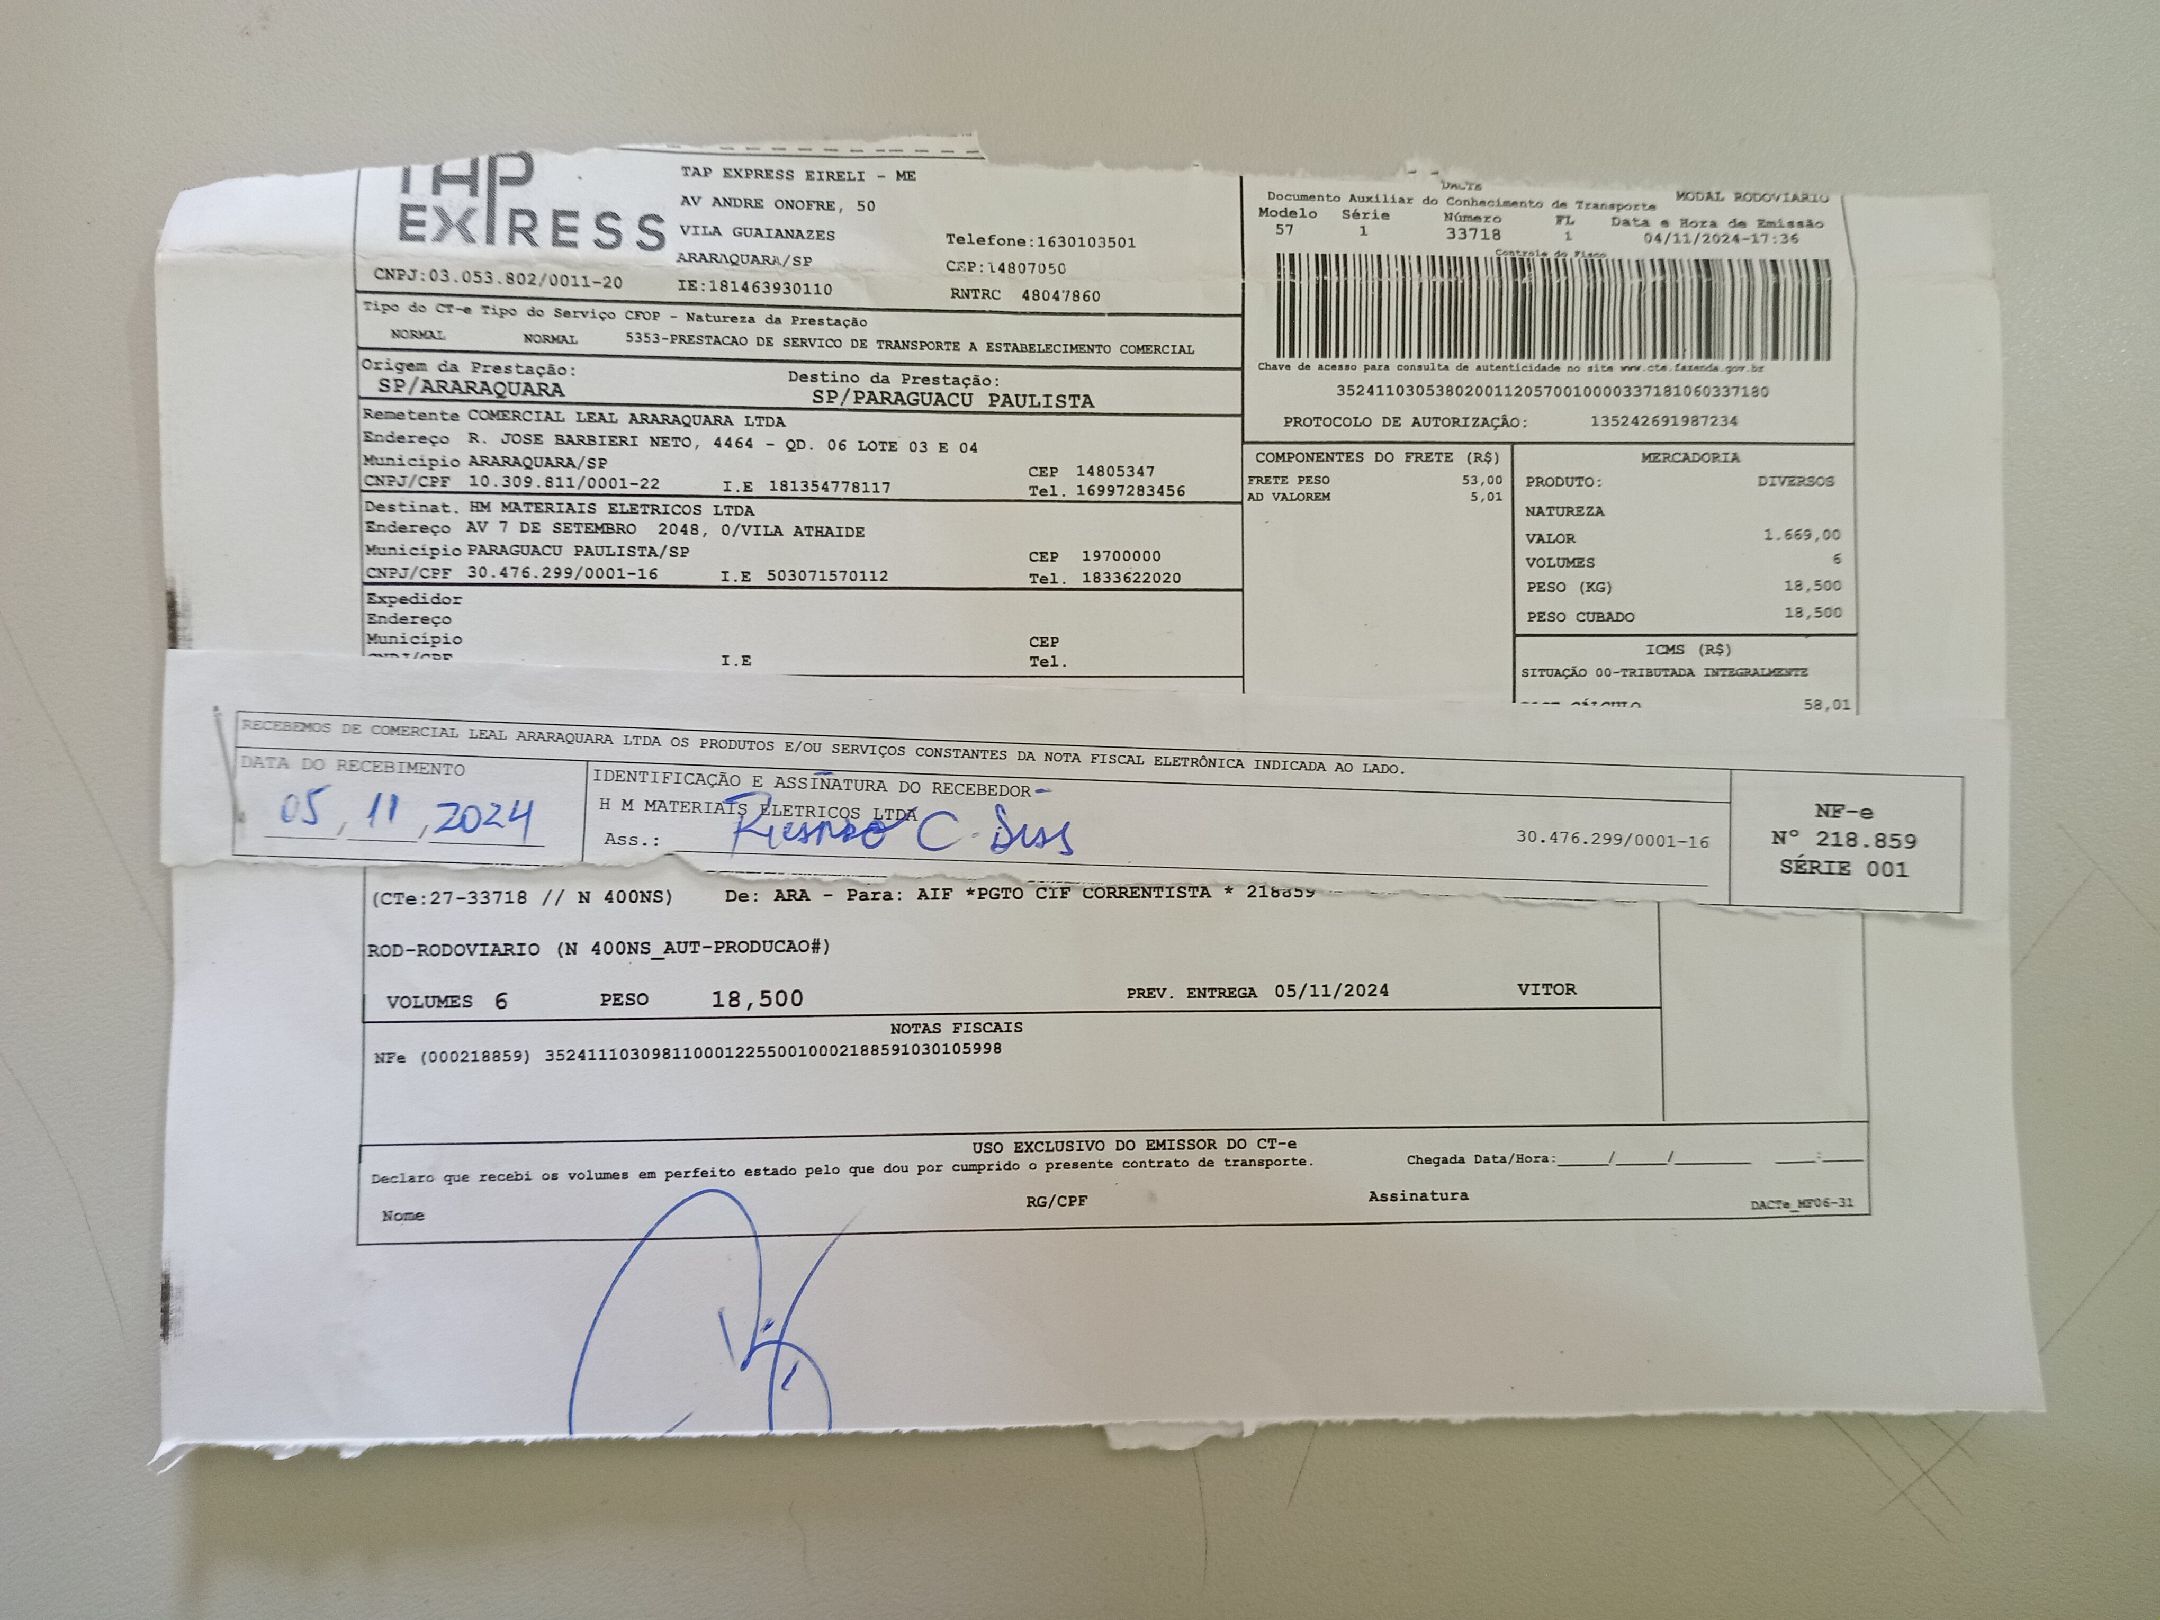 TAP
EXPRESS
TAP EXPRESS EIRELI - ME
AV ANDRE ONOFRE, 50
VILA GUAIANAZES
Telefone:1630103501
ARARAQUARA/SP
CEP:14807050
CNPJ:03.053.802/0011-20
IE:181463930110
RNTRC 48047860
DACTE
MODAL RODOVIARIO
Documento Auxiliar do Conhecimento de Transporte
Modelo Série Número FL Data e Hora de Emissão
57 1 33718 1 04/11/2024-17:36
Controle do Fisco
Chave de acesso para consulta de autenticidade no site www.cte.fazenda.gov.br
35241103053802001120570010000337181060337180
PROTOCOLO DE AUTORIZAÇÃO: 135242691987234
Tipo do CT-e Tipo do Serviço CFOP - Natureza da Prestação
NORMAL NORMAL 5353-PRESTACAO DE SERVICO DE TRANSPORTE A ESTABELECIMENTO COMERCIAL
Origem da Prestação: Destino da Prestação:
SP/ARARAQUARA SP/PARAGUACU PAULISTA
Remetente COMERCIAL LEAL ARARAQUARA LTDA
Endereço R. JOSE BARBIERI NETO, 4464 - QD. 06 LOTE 03 E 04
Município ARARAQUARA/SP CEP 14805347
CNPJ/CPF 10.309.811/0001-22 I.E 181354778117 Tel. 16997283456
Destinat. HM MATERIAIS ELETRICOS LTDA
Endereço AV 7 DE SETEMBRO 2048, 0/VILA ATHAIDE
Município PARAGUACU PAULISTA/SP CEP 19700000
CNPJ/CPF 30.476.299/0001-16 I.E 503071570112 Tel. 1833622020
Expedidor
Endereço
Município CEP
CNPJ/CPF I.E Tel.
COMPONENTES DO FRETE (R$)
FRETE PESO 53,00
AD VALOREM 5,01
MERCADORIA
PRODUTO: DIVERSOS
NATUREZA
VALOR 1.669,00
VOLUMES 6
PESO (KG) 18,500
PESO CUBADO 18,500
ICMS (R$)
SITUAÇÃO 00-TRIBUTADA INTEGRALMENTE
BASE CÁLCULO 58,01
RECEBEMOS DE COMERCIAL LEAL ARARAQUARA LTDA OS PRODUTOS E/OU SERVIÇOS CONSTANTES DA NOTA FISCAL ELETRÔNICA INDICADA AO LADO.
DATA DO RECEBIMENTO
05, 11, 2024
IDENTIFICAÇÃO E ASSINATURA DO RECEBEDOR
H M MATERIAIS ELETRICOS LTDA
Ass.: 30.476.299/0001-16
NF-e
N° 218.859
SÉRIE 001
(CTe:27-33718 // N 400NS) De: ARA - Para: AIF *PGTO CIF CORRENTISTA * 218859
ROD-RODOVIARIO (N 400NS_AUT-PRODUCAO#)
VOLUMES 6 PESO 18,500 PREV. ENTREGA 05/11/2024 VITOR
NOTAS FISCAIS
NFe (000218859) 35241110309811000122550010002188591030105998
USO EXCLUSIVO DO EMISSOR DO CT-e
Declaro que recebi os volumes em perfeito estado pelo que dou por cumprido o presente contrato de transporte.
Chegada Data/Hora:_____/_____/_______ ____:____
Nome RG/CPF Assinatura
DACTe_MF06-31